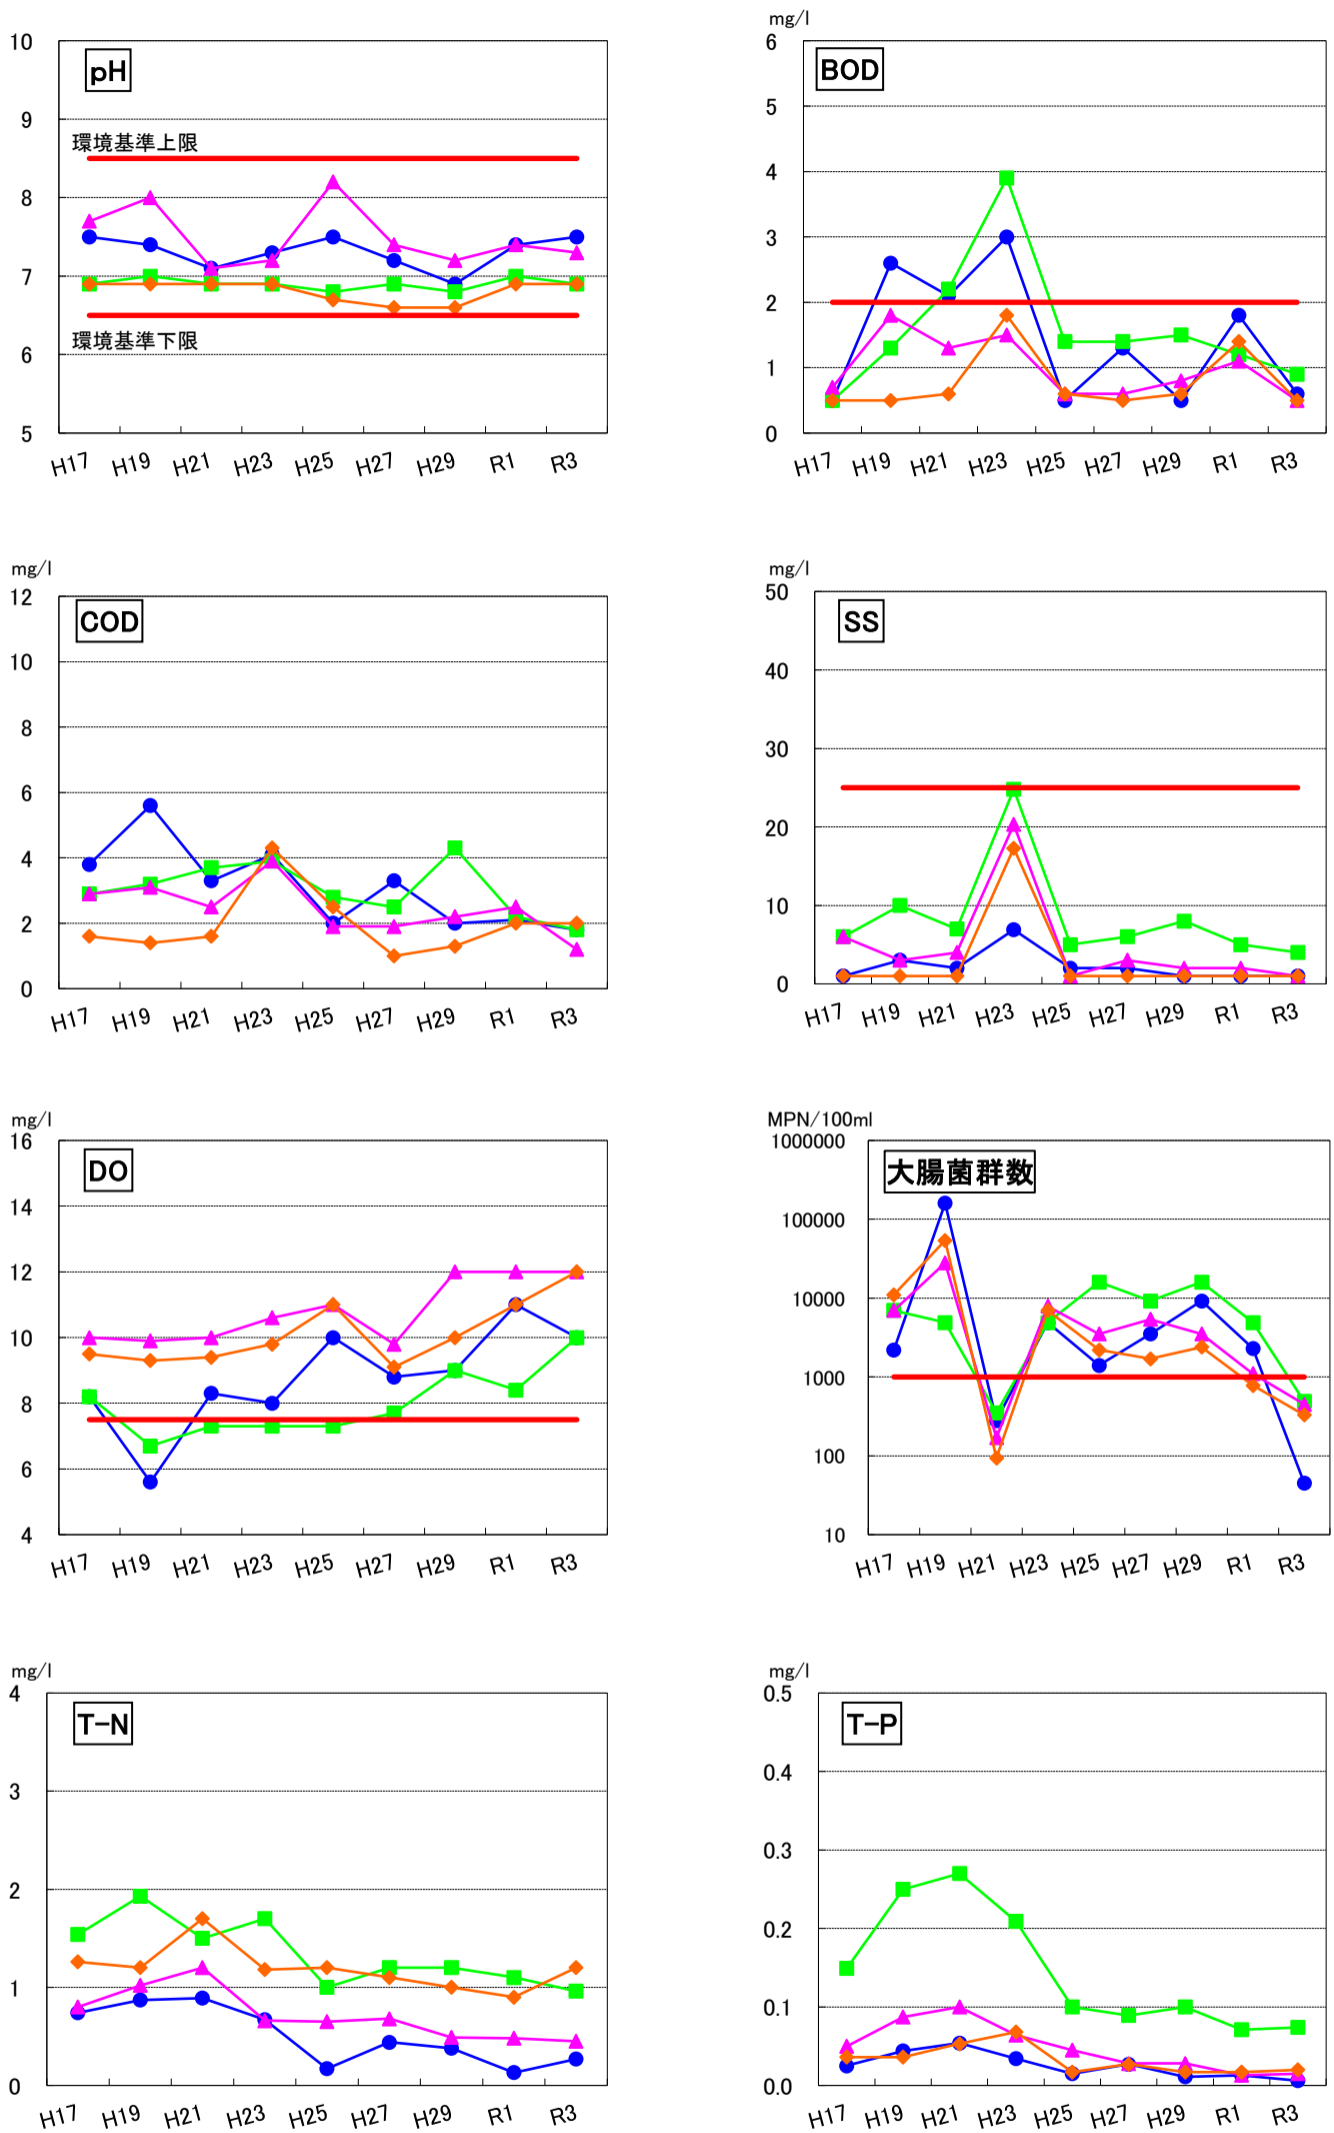 pH
10
9
8
7
6
5
環境基準上限
環境基準下限
H17 H19 H21 H23 H25 H27 H29 R1 R3
mg/l
BOD
6
5
4
3
2
1
0
H17 H19 H21 H23 H25 H27 H29 R1 R3
mg/l
COD
12
10
8
6
4
2
0
H17 H19 H21 H23 H25 H27 H29 R1 R3
mg/l
SS
50
40
30
20
10
0
H17 H19 H21 H23 H25 H27 H29 R1 R3
mg/l
DO
16
14
12
10
8
6
4
H17 H19 H21 H23 H25 H27 H29 R1 R3
MPN/100ml
大腸菌群数
1000000
100000
10000
1000
100
10
H17 H19 H21 H23 H25 H27 H29 R1 R3
mg/l
T-N
4
3
2
1
0
H17 H19 H21 H23 H25 H27 H29 R1 R3
mg/l
T-P
0.5
0.4
0.3
0.2
0.1
0.0
H17 H19 H21 H23 H25 H27 H29 R1 R3